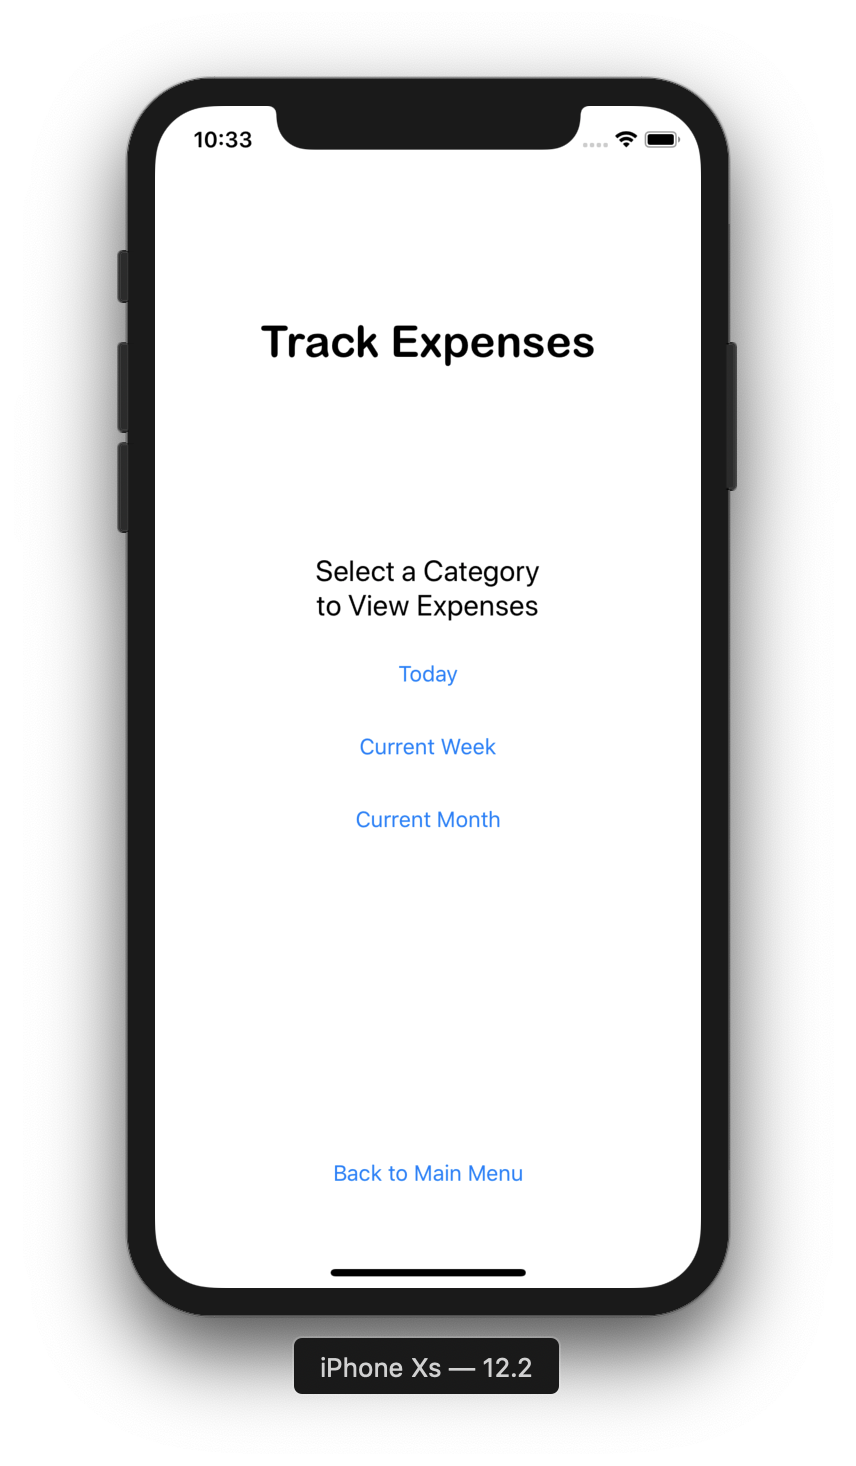 10:33
Track Expenses
Select a Category
to View Expenses
Today
Current Week
Current Month
Back to Main Menu
iPhone Xs — 12.2